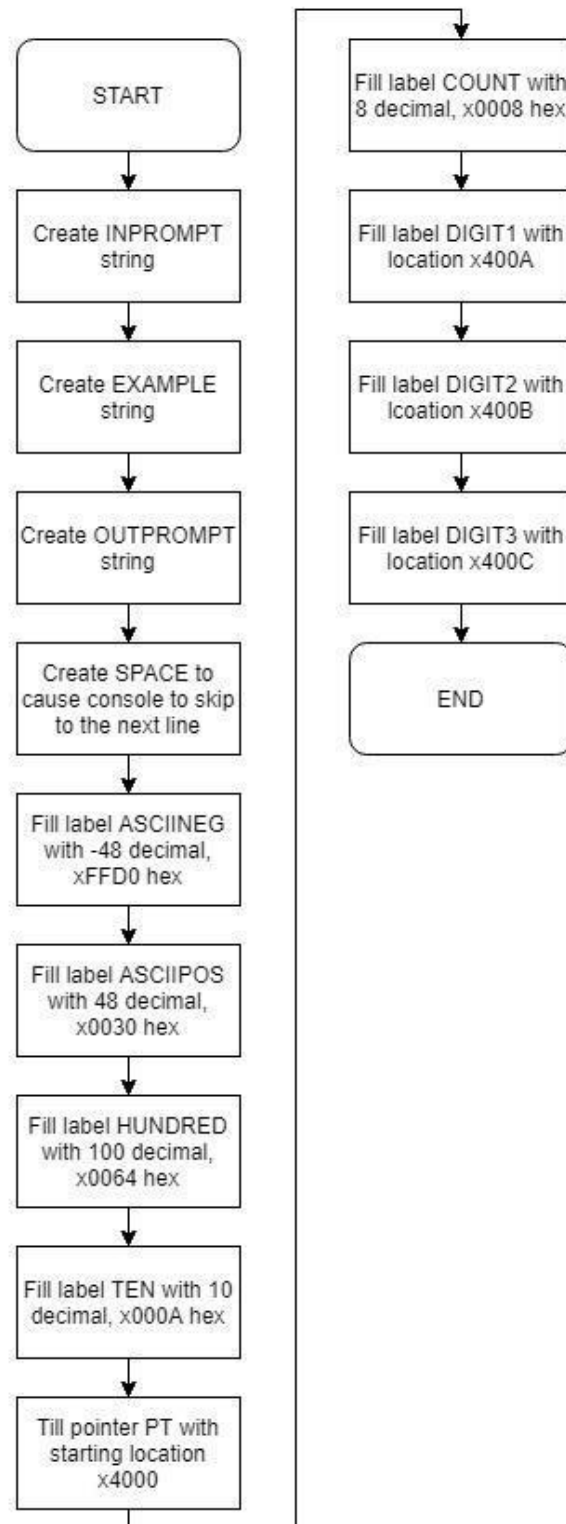 START
Create INPROMPT
string
Create EXAMPLE
string
Create OUTPROMPT
string
Create SPACE to
cause console to skip
to the next line
Fill label ASCIINEG
with -48 decimal,
xFFD0 hex
Fill label ASCIIPOS
with 48 decimal,
x0030 hex
Fill label HUNDRED
with 100 decimal,
x0064 hex
Fill label TEN with 10
decimal, x000A hex
Till pointer PT with
starting location
x4000
Fill label COUNT with
8 decimal, x0008 hex
Fill label DIGIT1 with
location x400A
Fill label DIGIT2 with
lcoation x400B
Fill label DIGIT3 with
location x400C
END